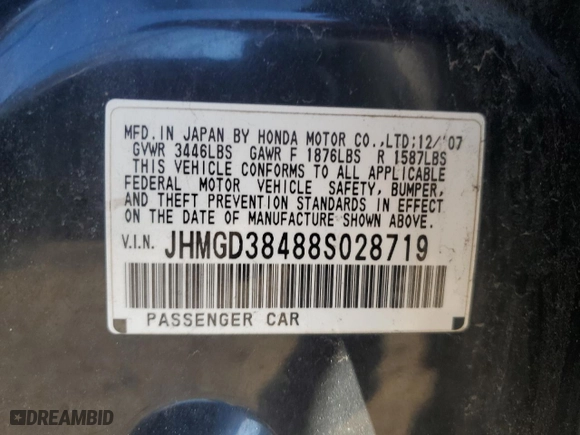 MFD. IN JAPAN BY HONDA MOTOR CO.,LTD:12/'07
GVWR 3446LBS GAWR F 1876LBS R 1587LBS
THIS VEHICLE CONFORMS TO ALL APPLICABLE
FEDERAL MOTOR VEHICLE SAFETY, BUMPER,
AND THEFT PREVENTION STANDARDS IN EFFECT
ON THE DATE OF MANUFACTURE SHOWN ABOVE.
V.I.N. JHMGD38488S028719
PASSENGER CAR
DREAMBID